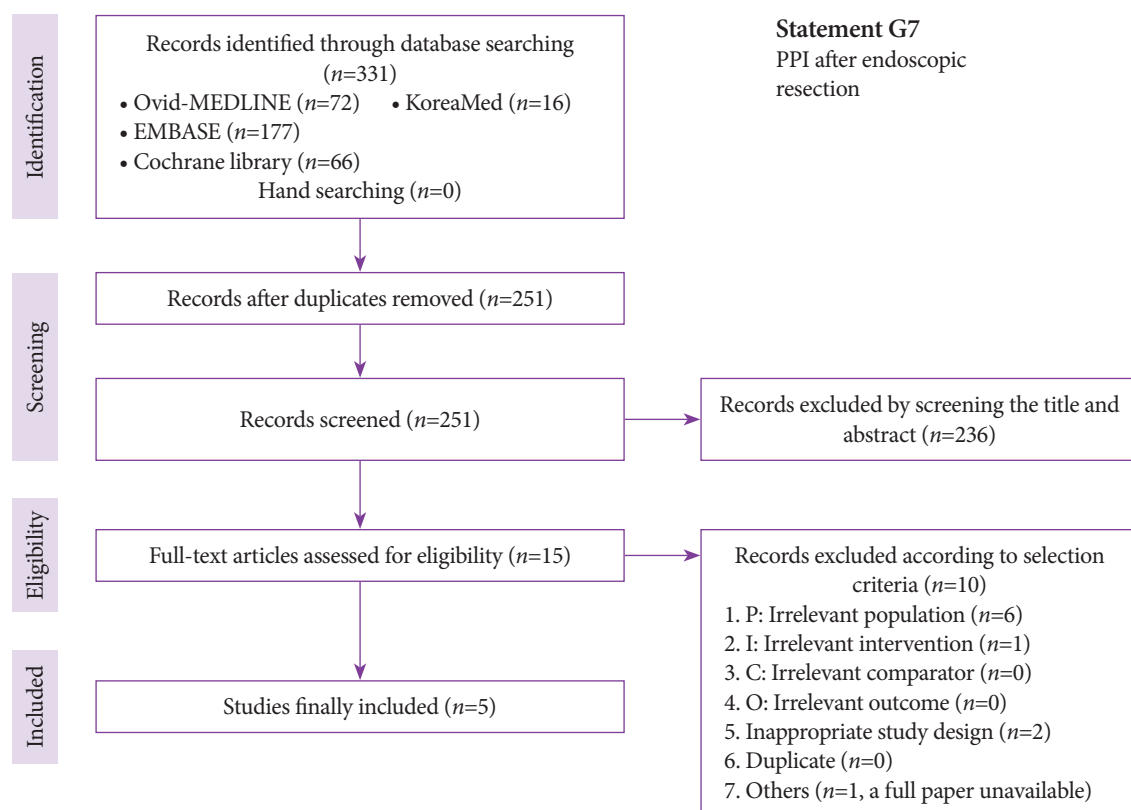 Statement G7
PPI after endoscopic
resection
Identification
Records identified through database searching
(n=331)
• Ovid-MEDLINE (n=72) • KoreaMed (n=16)
• EMBASE (n=177)
• Cochrane library (n=66)
Hand searching (n=0)
Screening
Records after duplicates removed (n=251)
Records screened (n=251)
Records excluded by screening the title and
abstract (n=236)
Eligibility
Full-text articles assessed for eligibility (n=15)
Records excluded according to selection
criteria (n=10)
1. P: Irrelevant population (n=6)
2. I: Irrelevant intervention (n=1)
3. C: Irrelevant comparator (n=0)
4. O: Irrelevant outcome (n=0)
5. Inappropriate study design (n=2)
6. Duplicate (n=0)
7. Others (n=1, a full paper unavailable)
Included
Studies finally included (n=5)